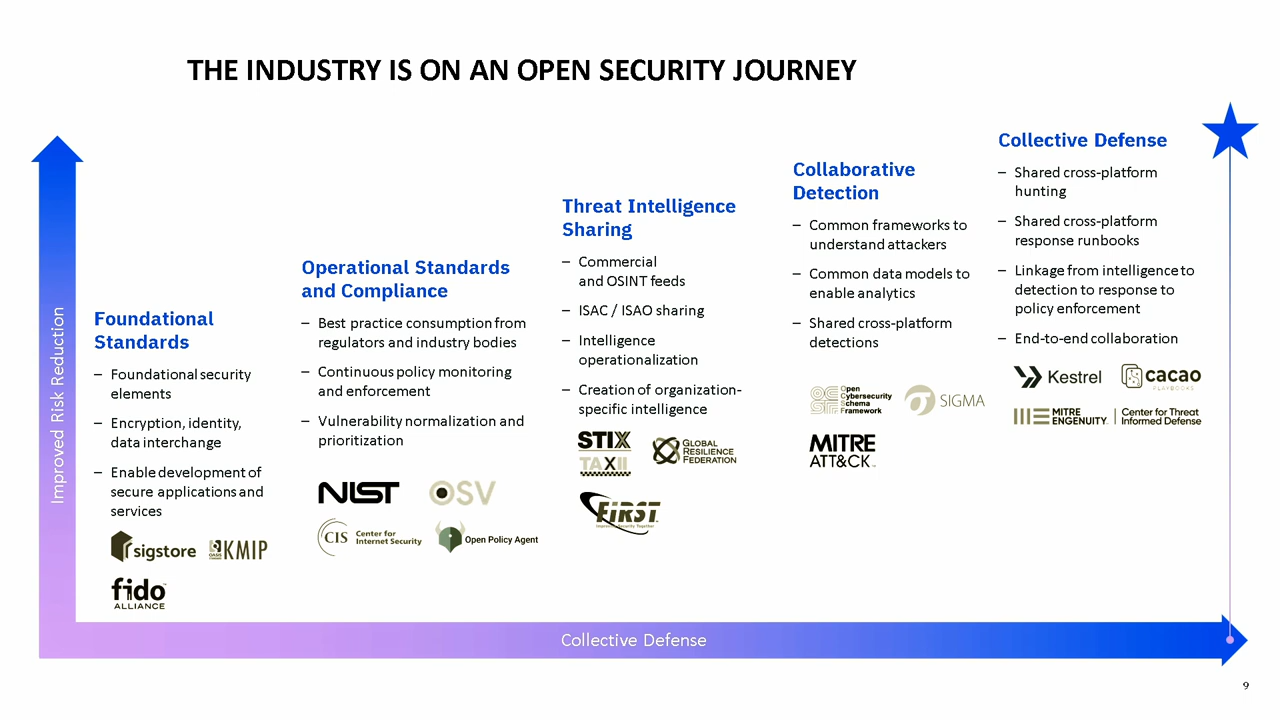 THE INDUSTRY IS ON AN OPEN SECURITY JOURNEY
Improved Risk Reduction
Foundational
Standards
– Foundational security
elements
– Encryption, identity,
data interchange
– Enable development of
secure applications and
services
sigstore
OASIS KMIP
fido
ALLIANCE
Operational Standards
and Compliance
– Best practice consumption from
regulators and industry bodies
– Continuous policy monitoring
and enforcement
– Vulnerability normalization and
prioritization
NIST
OSV
CIS Center for
Internet Security
Open Policy Agent
Threat Intelligence
Sharing
– Commercial
and OSINT feeds
– ISAC / ISAO sharing
– Intelligence
operationalization
– Creation of organization-
specific intelligence
STIX
TAXII
GLOBAL
RESILIENCE
FEDERATION
FiRST
Improving Security Together
Collaborative
Detection
– Common frameworks to
understand attackers
– Common data models to
enable analytics
– Shared cross-platform
detections
Open
Cybersecurity
Schema
Framework
SIGMA
MITRE
ATT&CK™
Collective Defense
– Shared cross-platform
hunting
– Shared cross-platform
response runbooks
– Linkage from intelligence to
detection to response to
policy enforcement
– End-to-end collaboration
Kestrel
cacao
PLAYBOOKS
MITRE
ENGENUITY.
Center for Threat
Informed Defense
Collective Defense
9